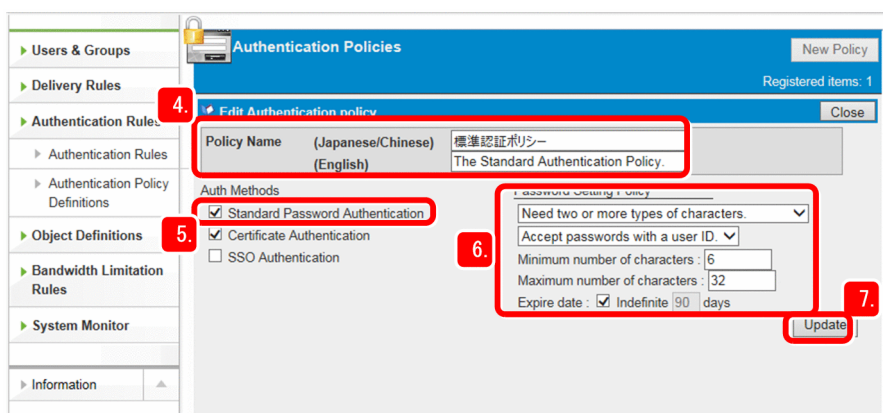 Users & Groups
Delivery Rules
Authentication Rules
Authentication Rules
Authentication Policy
Definitions
Object Definitions
Bandwidth Limitation
Rules
System Monitor
Information
Authentication Policies
New Policy
Registered items: 1
4.
Edit Authentication policy
Close
Policy Name (Japanese/Chinese) 標準認証ポリシー
(English) The Standard Authentication Policy.
Auth Methods
Standard Password Authentication
5.
Certificate Authentication
SSO Authentication
Password Setting Policy
Need two or more types of characters.
Accept passwords with a user ID.
6.
Minimum number of characters : 6
Maximum number of characters : 32
Expire date : Indefinite 90 days
7.
Update